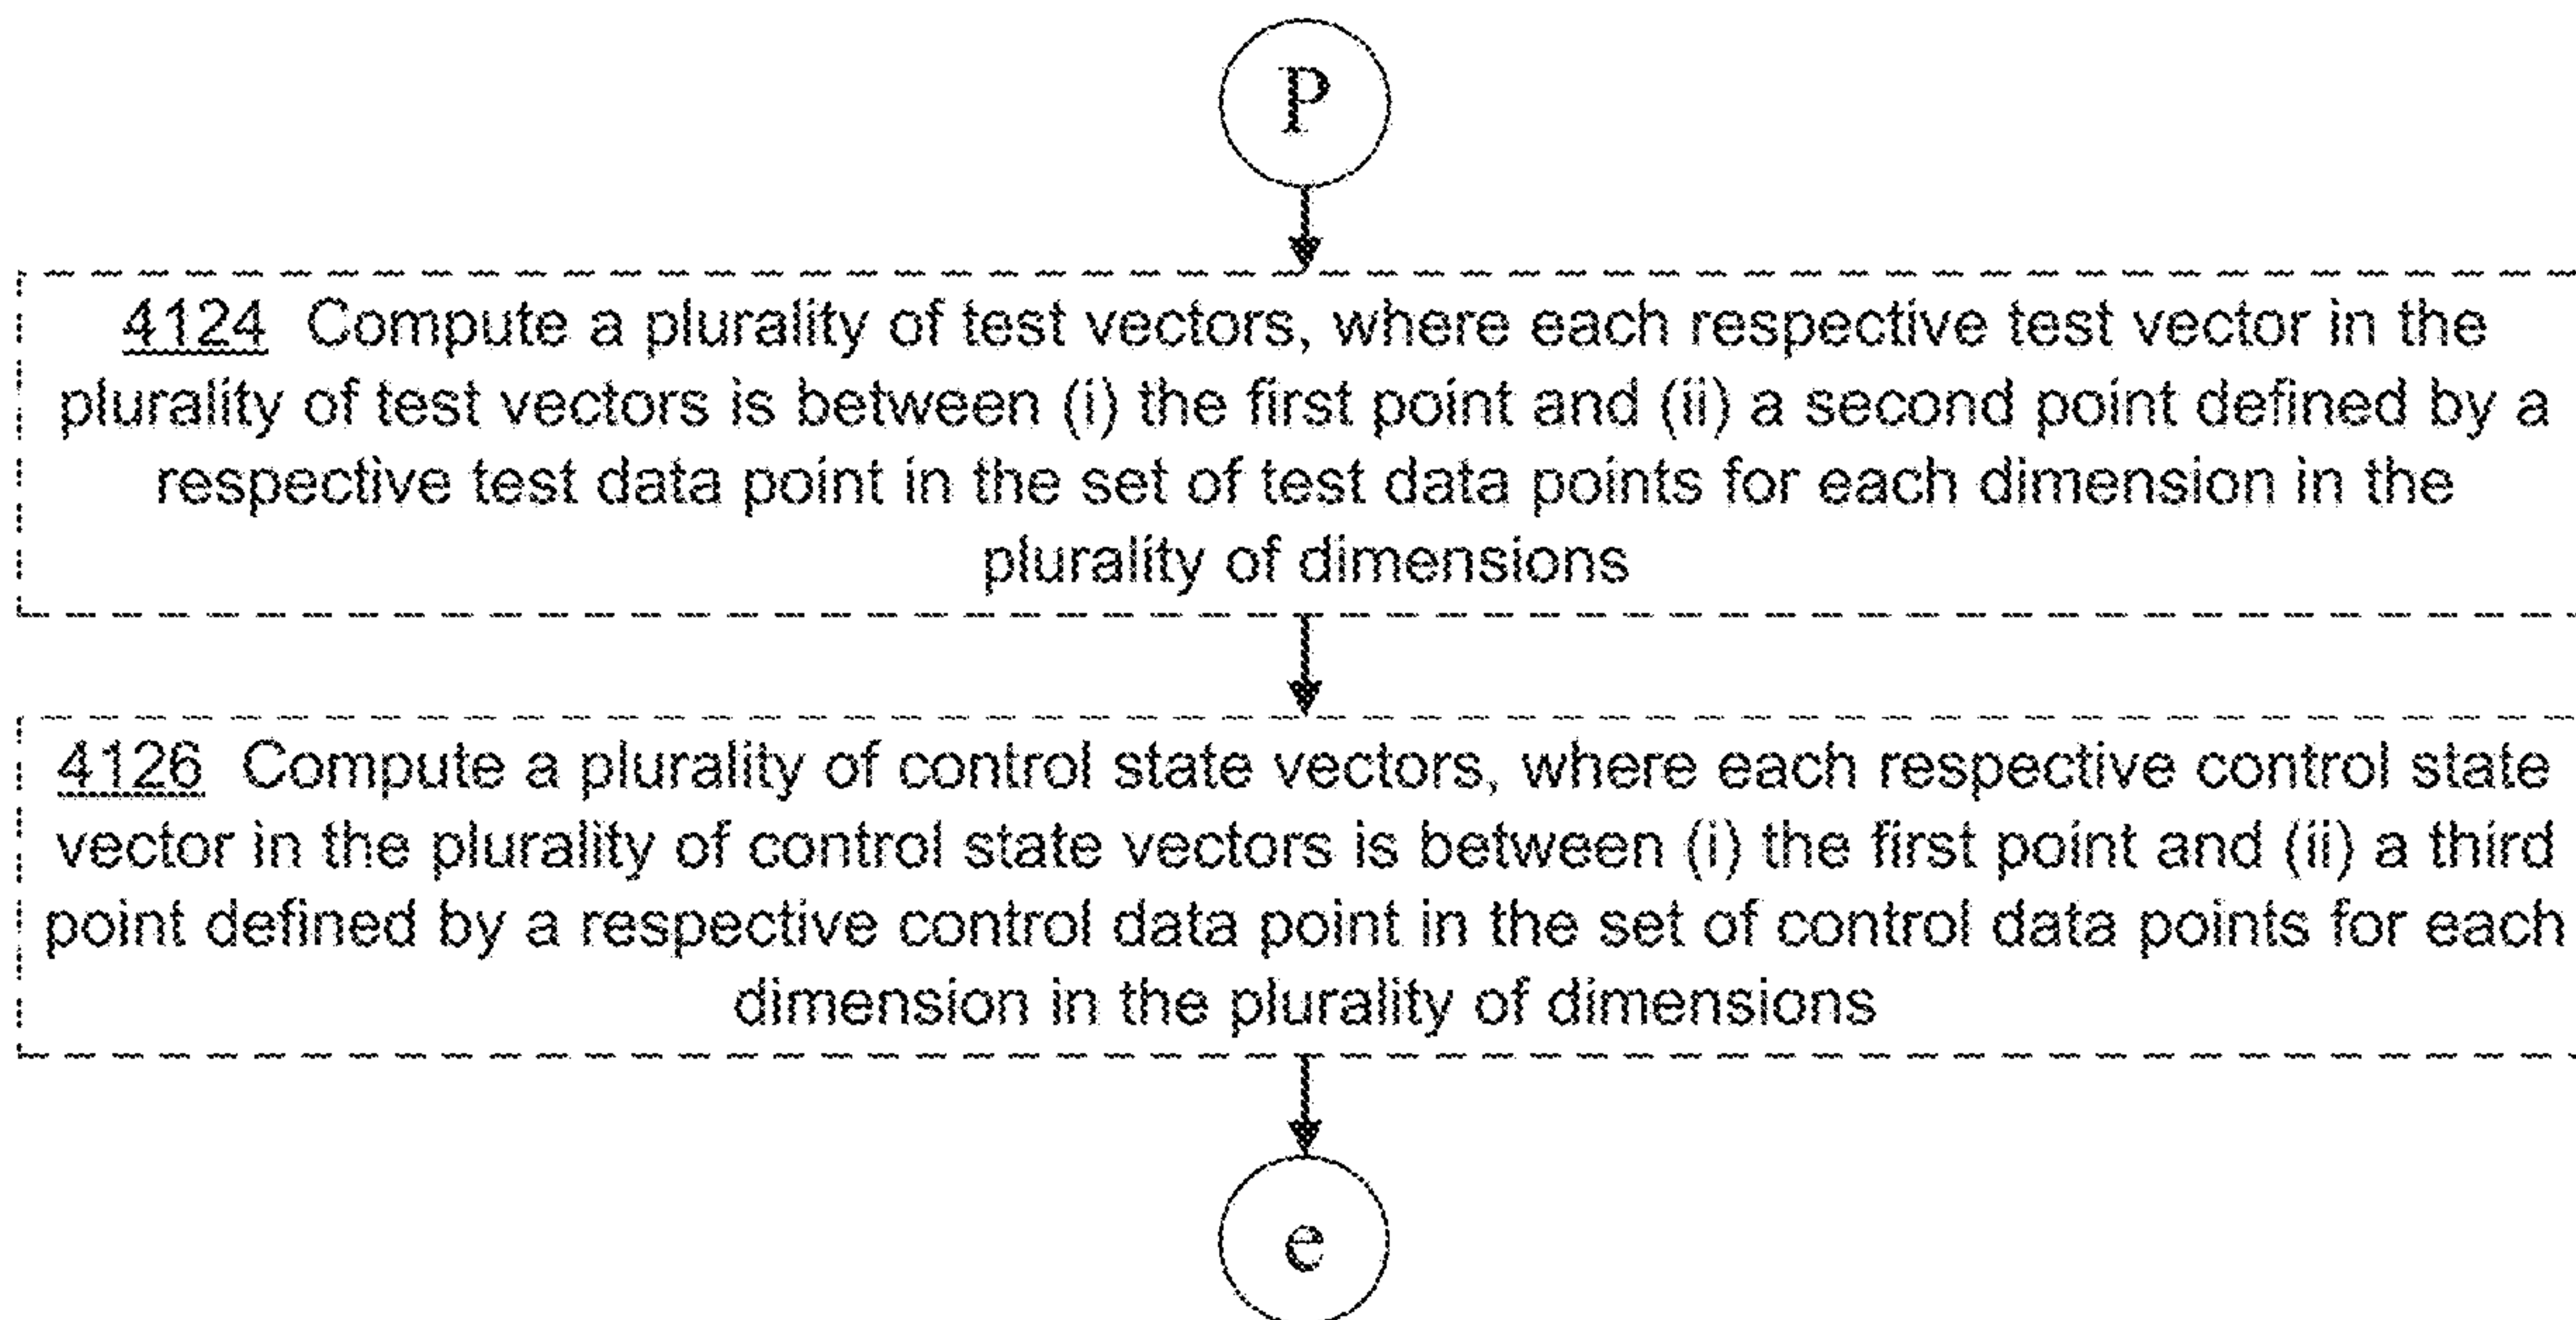 P
4124 Compute a plurality of test vectors, where each respective test vector in the
plurality of test vectors is between (i) the first point and (ii) a second point defined by a
respective test data point in the set of test data points for each dimension in the
plurality of dimensions
4126 Compute a plurality of control state vectors, where each respective control state
vector in the plurality of control state vectors is between (i) the first point and (ii) a third
point defined by a respective control data point in the set of control data points for each
dimension in the plurality of dimensions
e